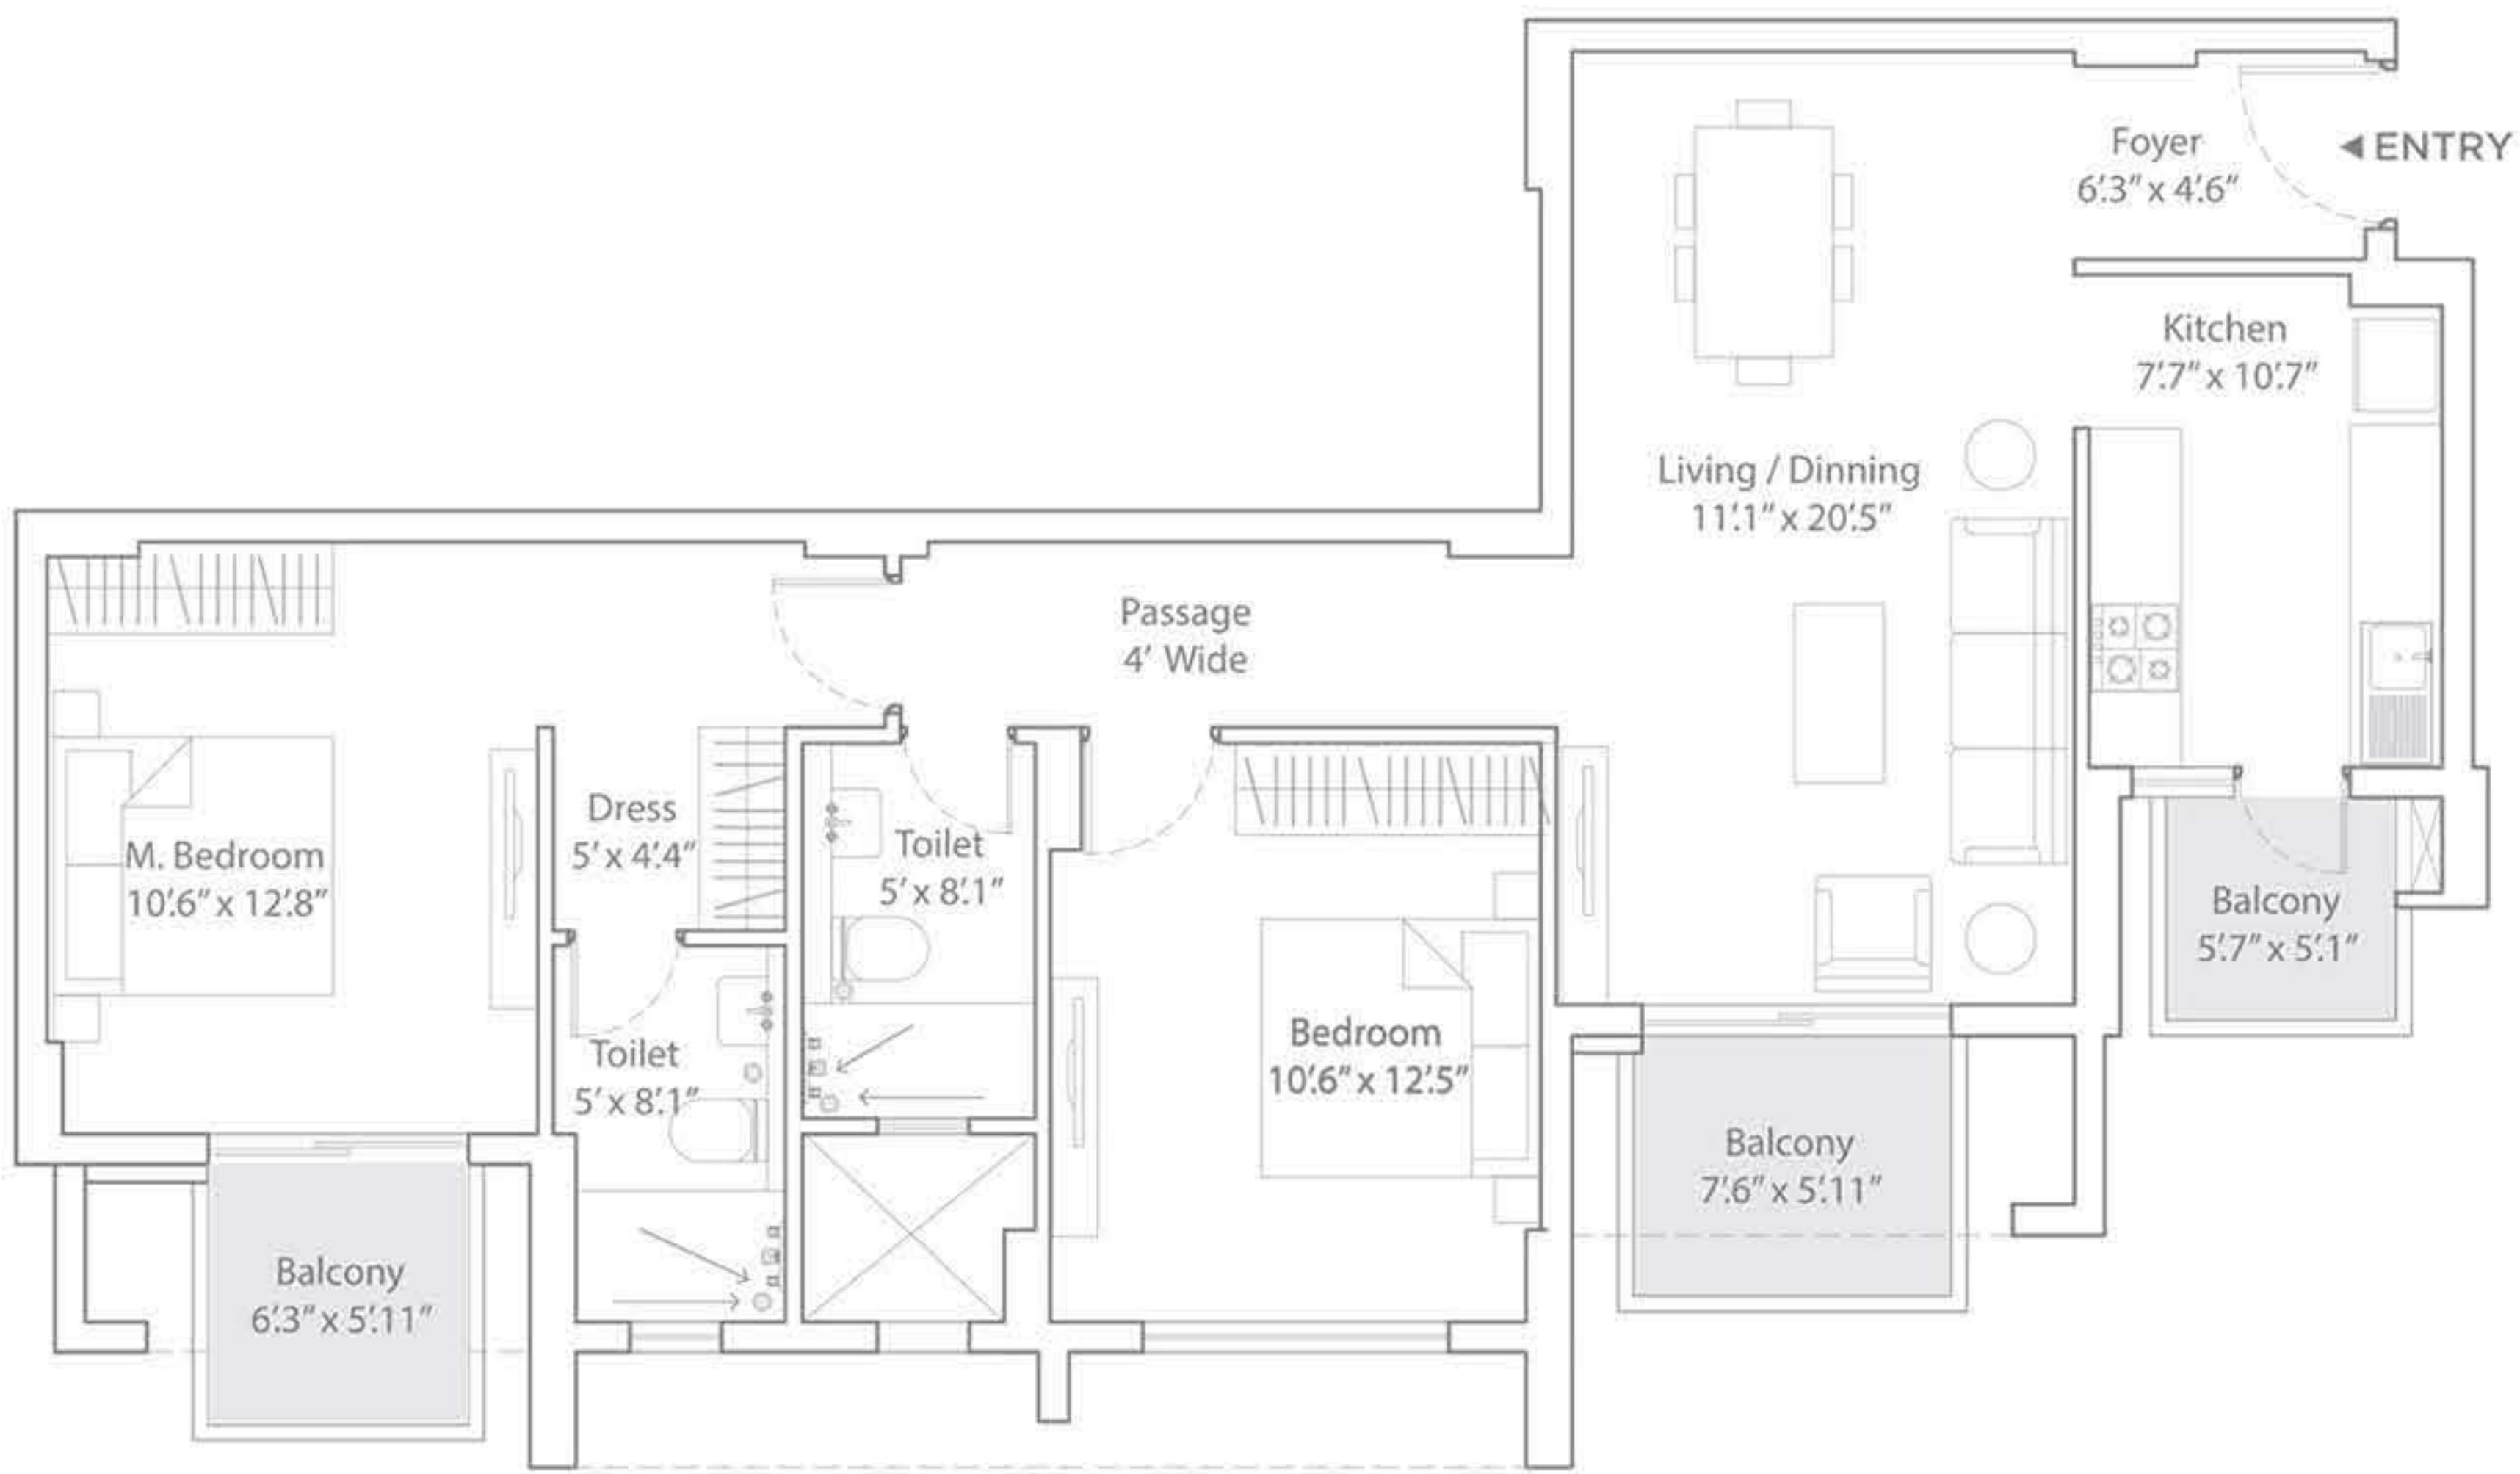 Foyer
6'.3" x 4'.6"
◀ ENTRY
Kitchen
7'.7" x 10'.7"
Living / Dinning
11'.1" x 20'.5"
Passage
4' Wide
Dress
5' x 4'.4"
Toilet
5' x 8'.1"
M. Bedroom
10'.6" x 12'.8"
Balcony
5'.7" x 5'.1"
Toilet
5' x 8'.1"
Bedroom
10'.6" x 12'.5"
Balcony
7'.6" x 5'.11"
Balcony
6'.3" x 5'.11"